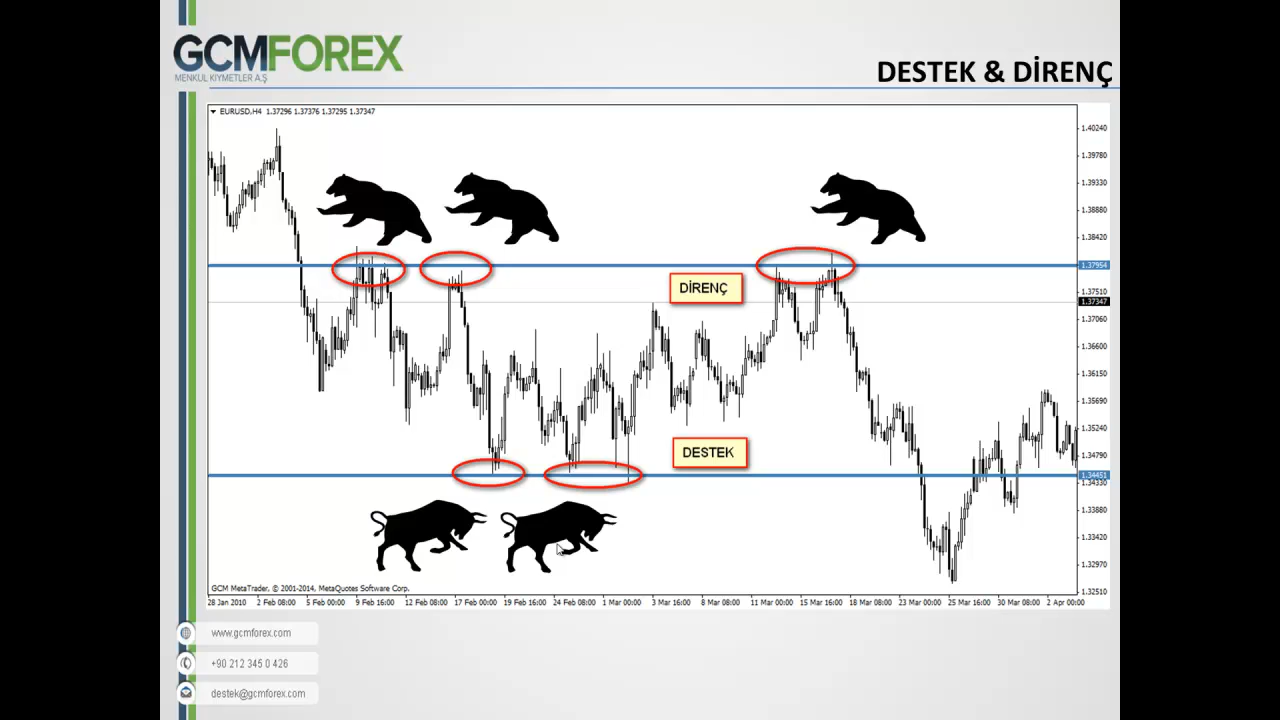 GCMFOREX
MENKUL KIYMETLER A.Ş
DESTEK & DİRENÇ
EURUSD,H4 1.37296 1.37376 1.37295 1.37347
1.40240
1.39780
1.39330
1.38880
1.38420
1.37954
1.37510
1.37347
1.37060
1.36600
1.36150
1.35690
1.35240
1.34790
1.34451
1.34330
1.33880
1.33420
1.32970
1.32510
DİRENÇ
DESTEK
GCM MetaTrader, © 2001-2014, MetaQuotes Software Corp.
28 Jan 2010 2 Feb 08:00 5 Feb 00:00 9 Feb 16:00 12 Feb 08:00 17 Feb 00:00 19 Feb 16:00 24 Feb 08:00 1 Mar 00:00 3 Mar 16:00 8 Mar 08:00 11 Mar 00:00 15 Mar 16:00 18 Mar 08:00 23 Mar 00:00 25 Mar 16:00 30 Mar 08:00 2 Apr 00:00
www.gcmforex.com
+90 212 345 0 426
destek@gcmforex.com